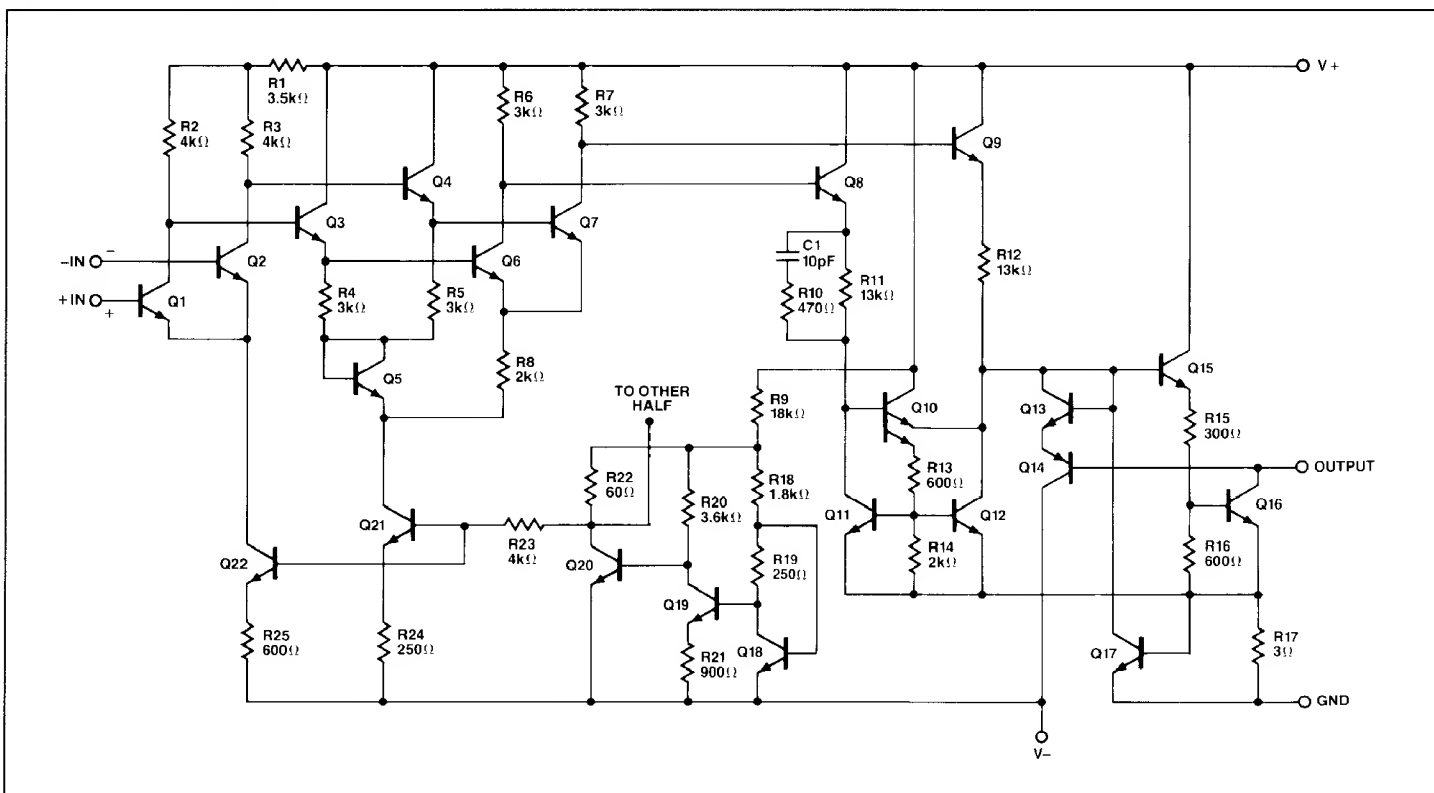 R1
3.5kΩ
V+
R2
4kΩ
R3
4kΩ
R6
3kΩ
R7
3kΩ
Q9
Q4
Q8
Q3
Q7
−
−IN
Q2
Q6
C1
10pF
R12
13kΩ
+IN
+
Q1
R4
3kΩ
R5
3kΩ
R10
470Ω
R11
13kΩ
R8
2kΩ
Q5
TO OTHER
HALF
R9
18kΩ
Q10
Q13
Q15
R15
300Ω
R22
60Ω
R20
3.6kΩ
R18
1.8kΩ
R13
600Ω
Q14
OUTPUT
Q21
R23
4kΩ
Q11
Q12
Q16
Q22
Q20
R19
250Ω
R14
2kΩ
R16
600Ω
Q19
R25
600Ω
R24
250Ω
R21
900Ω
Q18
Q17
R17
3Ω
GND
V−